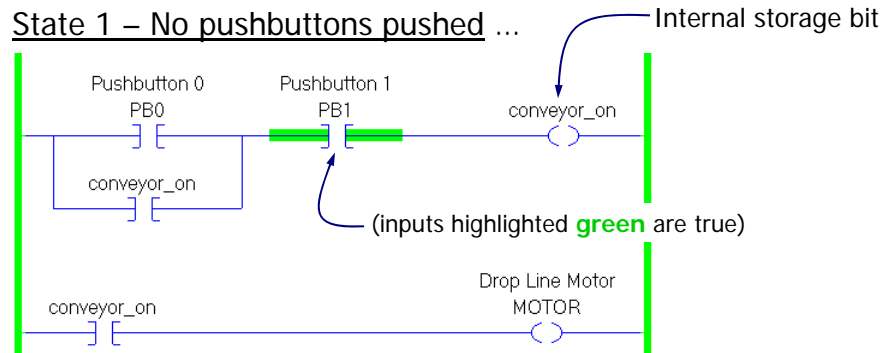 State 1 – No pushbuttons pushed ...
Internal storage bit
Pushbutton 0
PB0
Pushbutton 1
PB1
conveyor_on
conveyor_on
(inputs highlighted green are true)
Drop Line Motor
MOTOR
conveyor_on